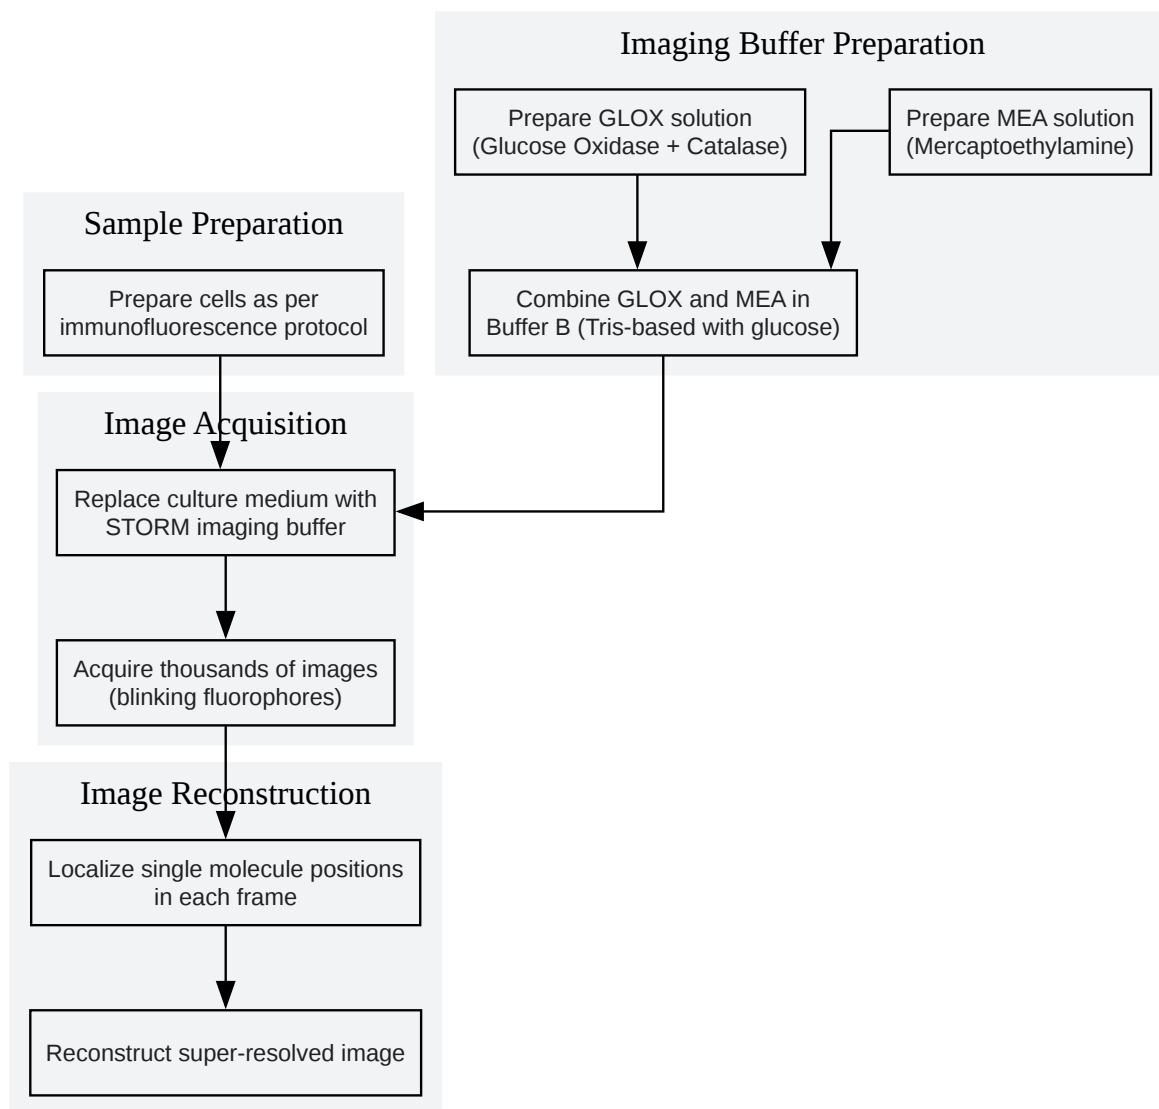 Imaging Buffer Preparation
Prepare GLOX solution
(Glucose Oxidase + Catalase)
Prepare MEA solution
(Mercaptoethylamine)
Sample Preparation
Prepare cells as per
immunofluorescence protocol
Combine GLOX and MEA in
Buffer B (Tris-based with glucose)
Image Acquisition
Replace culture medium with
STORM imaging buffer
Acquire thousands of images
(blinking fluorophores)
Image Reconstruction
Localize single molecule positions
in each frame
Reconstruct super-resolved image